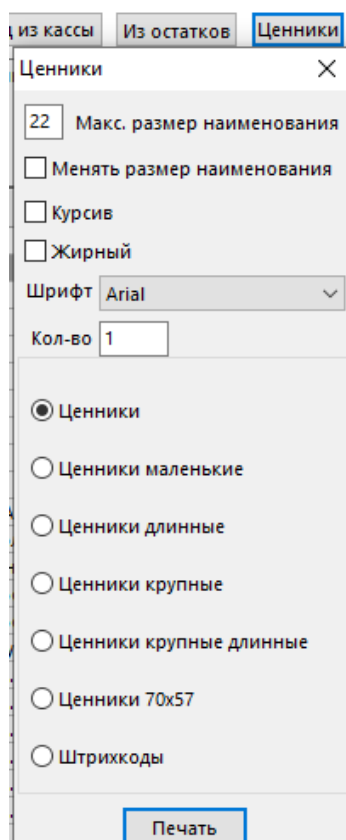 из кассы Из остатков Ценники
Ценники
22 Макс. размер наименования
Менять размер наименования
Курсив
Жирный
Шрифт Arial
Кол-во 1
Ценники
Ценники маленькие
Ценники длинные
Ценники крупные
Ценники крупные длинные
Ценники 70x57
Штрихкоды
Печать